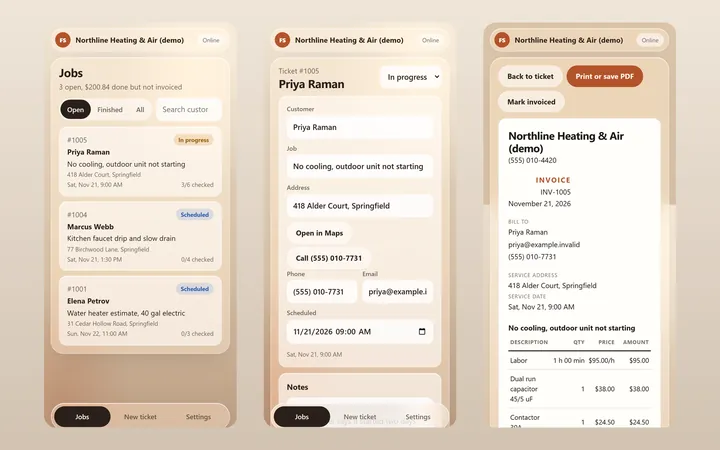 FS Northline Heating & Air (demo) Online
Jobs
3 open, $200.84 done but not invoiced
Open Finished All Search custor
#1005 In progress
Priya Raman
No cooling, outdoor unit not starting
418 Alder Court, Springfield
Sat, Nov 21, 9:00 AM 3/6 checked
#1004 Scheduled
Marcus Webb
Kitchen faucet drip and slow drain
77 Birchwood Lane, Springfield
Sat, Nov 21, 1:30 PM 0/4 checked
#1001 Scheduled
Elena Petrov
Water heater estimate, 40 gal electric
31 Cedar Hollow Road, Springfield
Sun, Nov 22, 11:00 AM 0/3 checked
Jobs New ticket Settings
FS Northline Heating & Air (demo) Online
Ticket #1005
Priya Raman
In progress
Customer
Priya Raman
Job
No cooling, outdoor unit not starting
Address
418 Alder Court, Springfield
Open in Maps
Call (555) 010-7731
Phone Email
(555) 010-7731 priya@example.i
Scheduled
11/21/2026 09:00 AM
Sat, Nov 21, 9:00 AM
Notes
Jobs New ticket Settings
FS Northline Heating & Air (demo) Online
Back to ticket Print or save PDF
Mark invoiced
Northline Heating & Air
(demo)
(555) 010-4420
INVOICE
INV-1005
November 21, 2026
BILL TO
Priya Raman
priya@example.invalid
(555) 010-7731
SERVICE ADDRESS
418 Alder Court, Springfield
SERVICE DATE
Sat, Nov 21, 9:00 AM
No cooling, outdoor unit not starting
DESCRIPTION QTY PRICE AMOUNT
Labor 1 h 00 min $95.00/h $95.00
Dual run
capacitor
45/5 uF 1 $38.00 $38.00
Contactor
30A 1 $24.50 $24.50